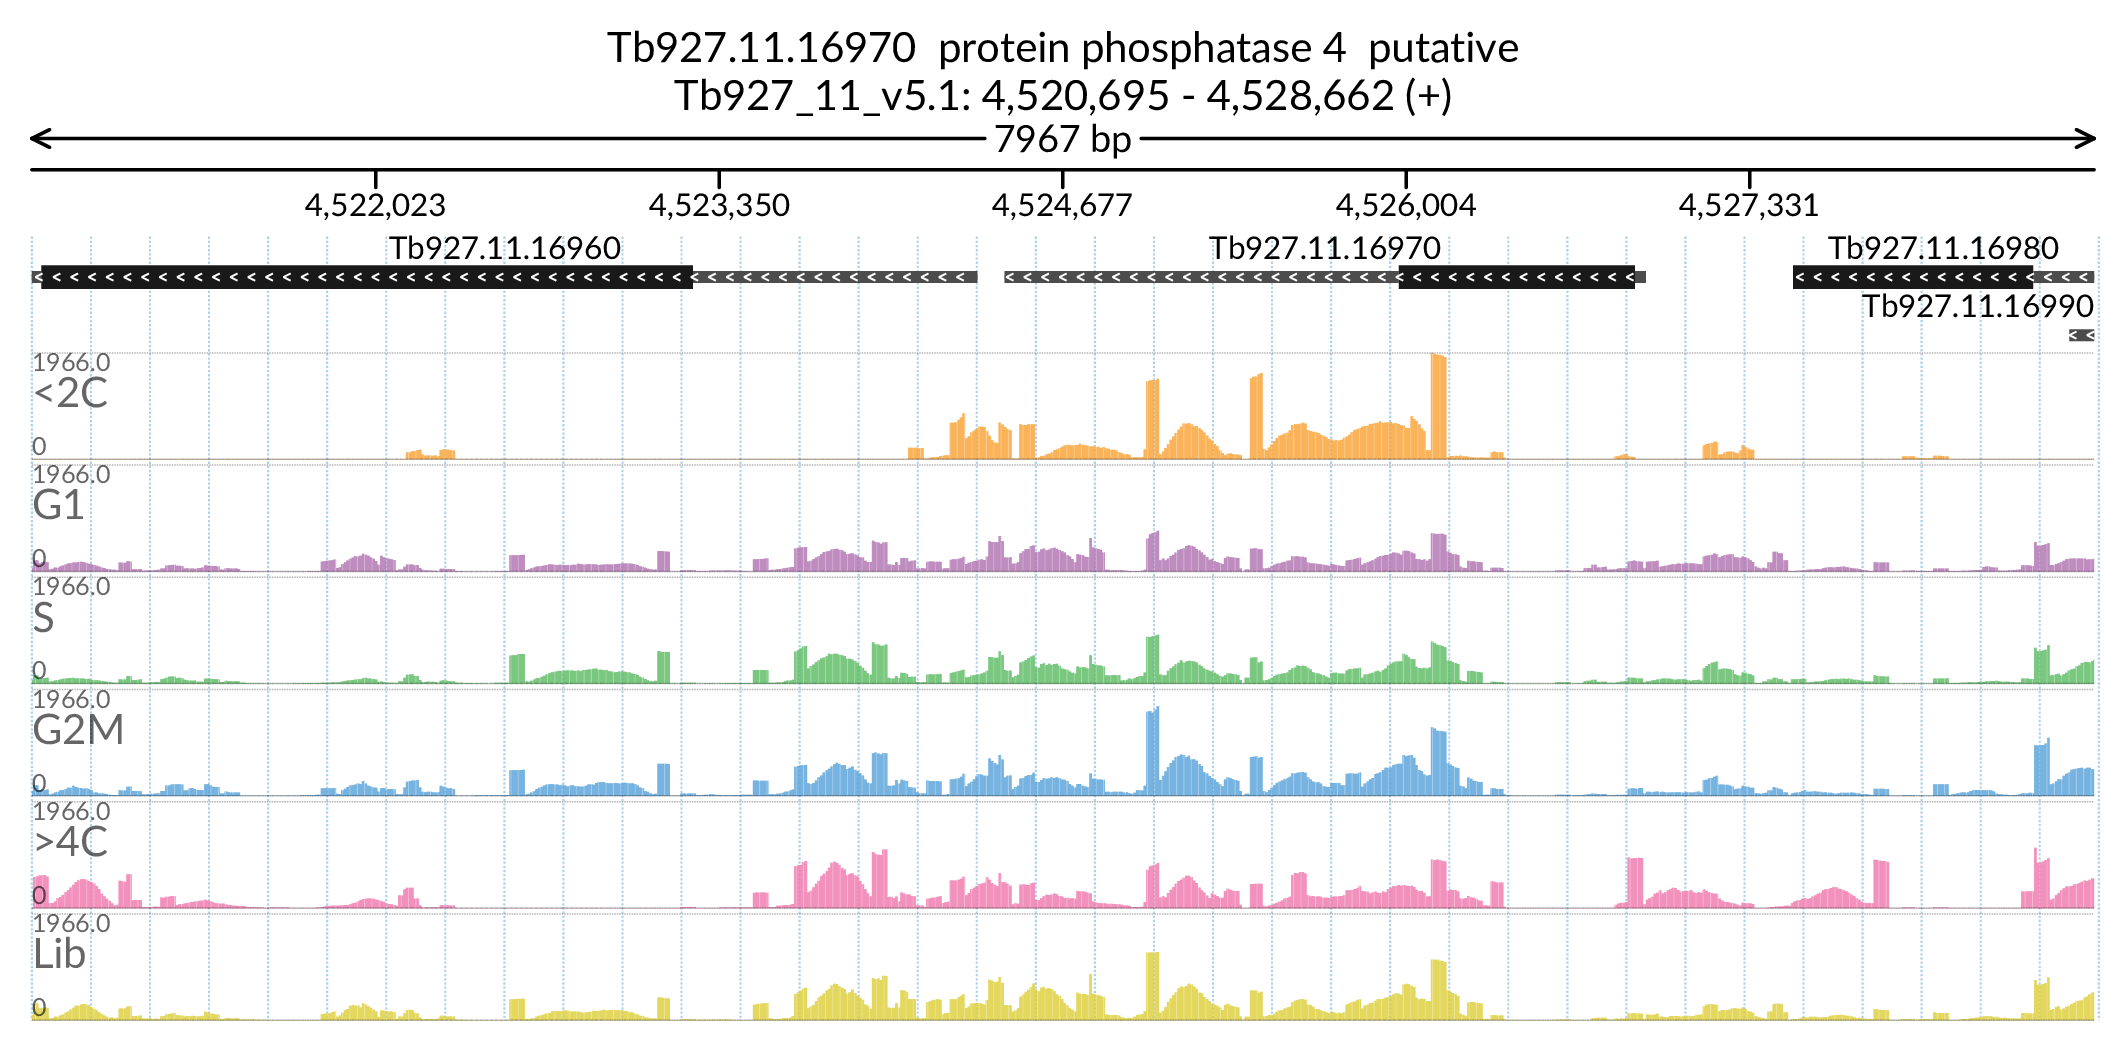 Tb927.11.16970  protein phosphatase 4  putative
Tb927_11_v5.1: 4,520,695 - 4,528,662 (+)
7967 bp
4,522,023 4,523,350 4,524,677 4,526,004 4,527,331
Tb927.11.16960 Tb927.11.16970 Tb927.11.16980
Tb927.11.16990
1966.0
<2C
0
1966.0
G1
0
1966.0
S
0
1966.0
G2M
0
1966.0
>4C
0
1966.0
Lib
0